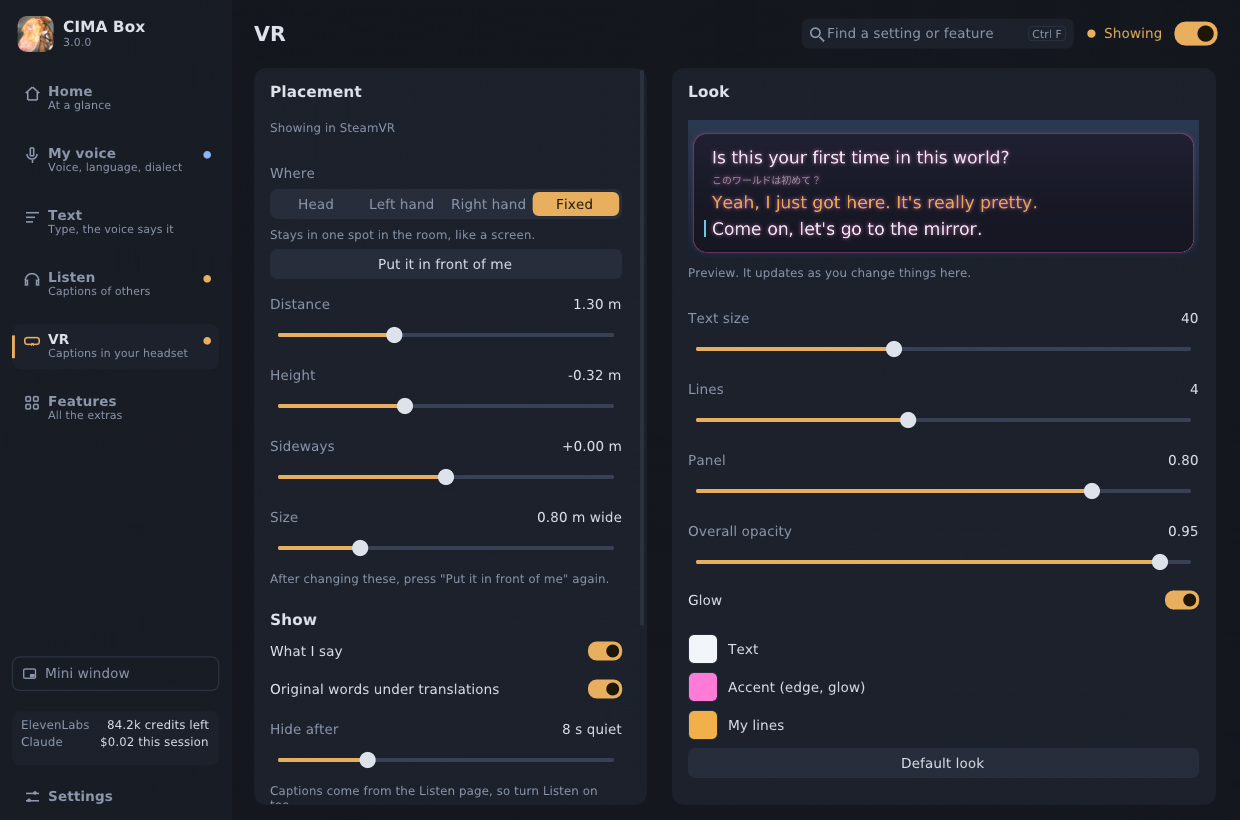 CIMA Box
3.0.0
Home
At a glance
My voice
Voice, language, dialect
Text
Type, the voice says it
Listen
Captions of others
VR
Captions in your headset
Features
All the extras
Mini window
ElevenLabs 84.2k credits left
Claude $0.02 this session
Settings
VR
Find a setting or feature Ctrl F
Showing
Placement
Showing in SteamVR
Where
Head Left hand Right hand Fixed
Stays in one spot in the room, like a screen.
Put it in front of me
Distance 1.30 m
Height -0.32 m
Sideways +0.00 m
Size 0.80 m wide
After changing these, press "Put it in front of me" again.
Show
What I say
Original words under translations
Hide after 8 s quiet
Captions come from the Listen page, so turn Listen on
too.
Look
Is this your first time in this world?
このワールドは初めて？
Yeah, I just got here. It's really pretty.
Come on, let's go to the mirror.
Preview. It updates as you change things here.
Text size 40
Lines 4
Panel 0.80
Overall opacity 0.95
Glow
Text
Accent (edge, glow)
My lines
Default look